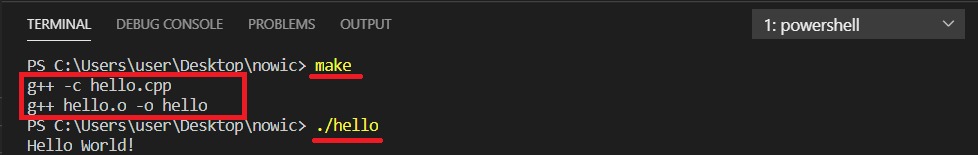 TERMINAL DEBUG CONSOLE PROBLEMS OUTPUT 1: powershell
PS C:\Users\user\Desktop\nowic> make
g++ -c hello.cpp
g++ hello.o -o hello
PS C:\Users\user\Desktop\nowic> ./hello
Hello World!